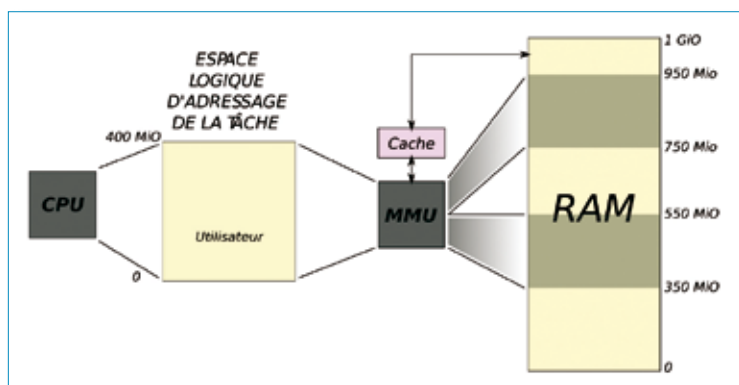 ESPACE
LOGIQUE
D'ADRESSAGE
DE LA TÂCHE
400 MiO
CPU
Utilisateur
0
Cache
MMU
RAM
1 GiO
950 Mio
750 Mio
550 MiO
350 MiO
0